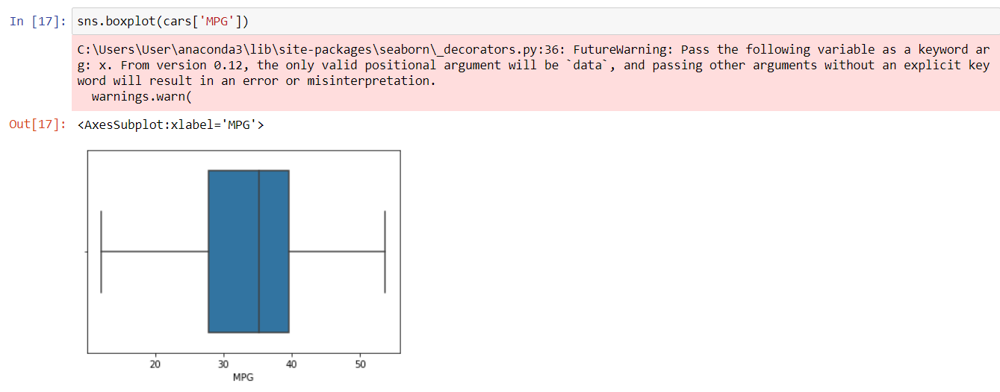 In [17]: sns.boxplot(cars['MPG'])
C:\Users\User\anaconda3\lib\site-packages\seaborn\_decorators.py:36: FutureWarning: Pass the following variable as a keyword ar
g: x. From version 0.12, the only valid positional argument will be `data`, and passing other arguments without an explicit key
word will result in an error or misinterpretation.
  warnings.warn(
Out[17]: <AxesSubplot:xlabel='MPG'>
20 30 40 50
MPG